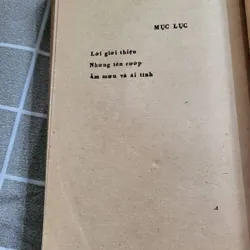 MỤC LỤC
Lời giới thiệu
Những tên cướp
Âm mưu và ái tình